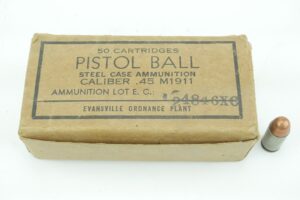 50 CARTRIDGES
PISTOL BALL
STEEL CASE AMMUNITION
CALIBER .45 M1911
AMMUNITION LOT E. C.
EVANSVILLE ORDNANCE PLANT